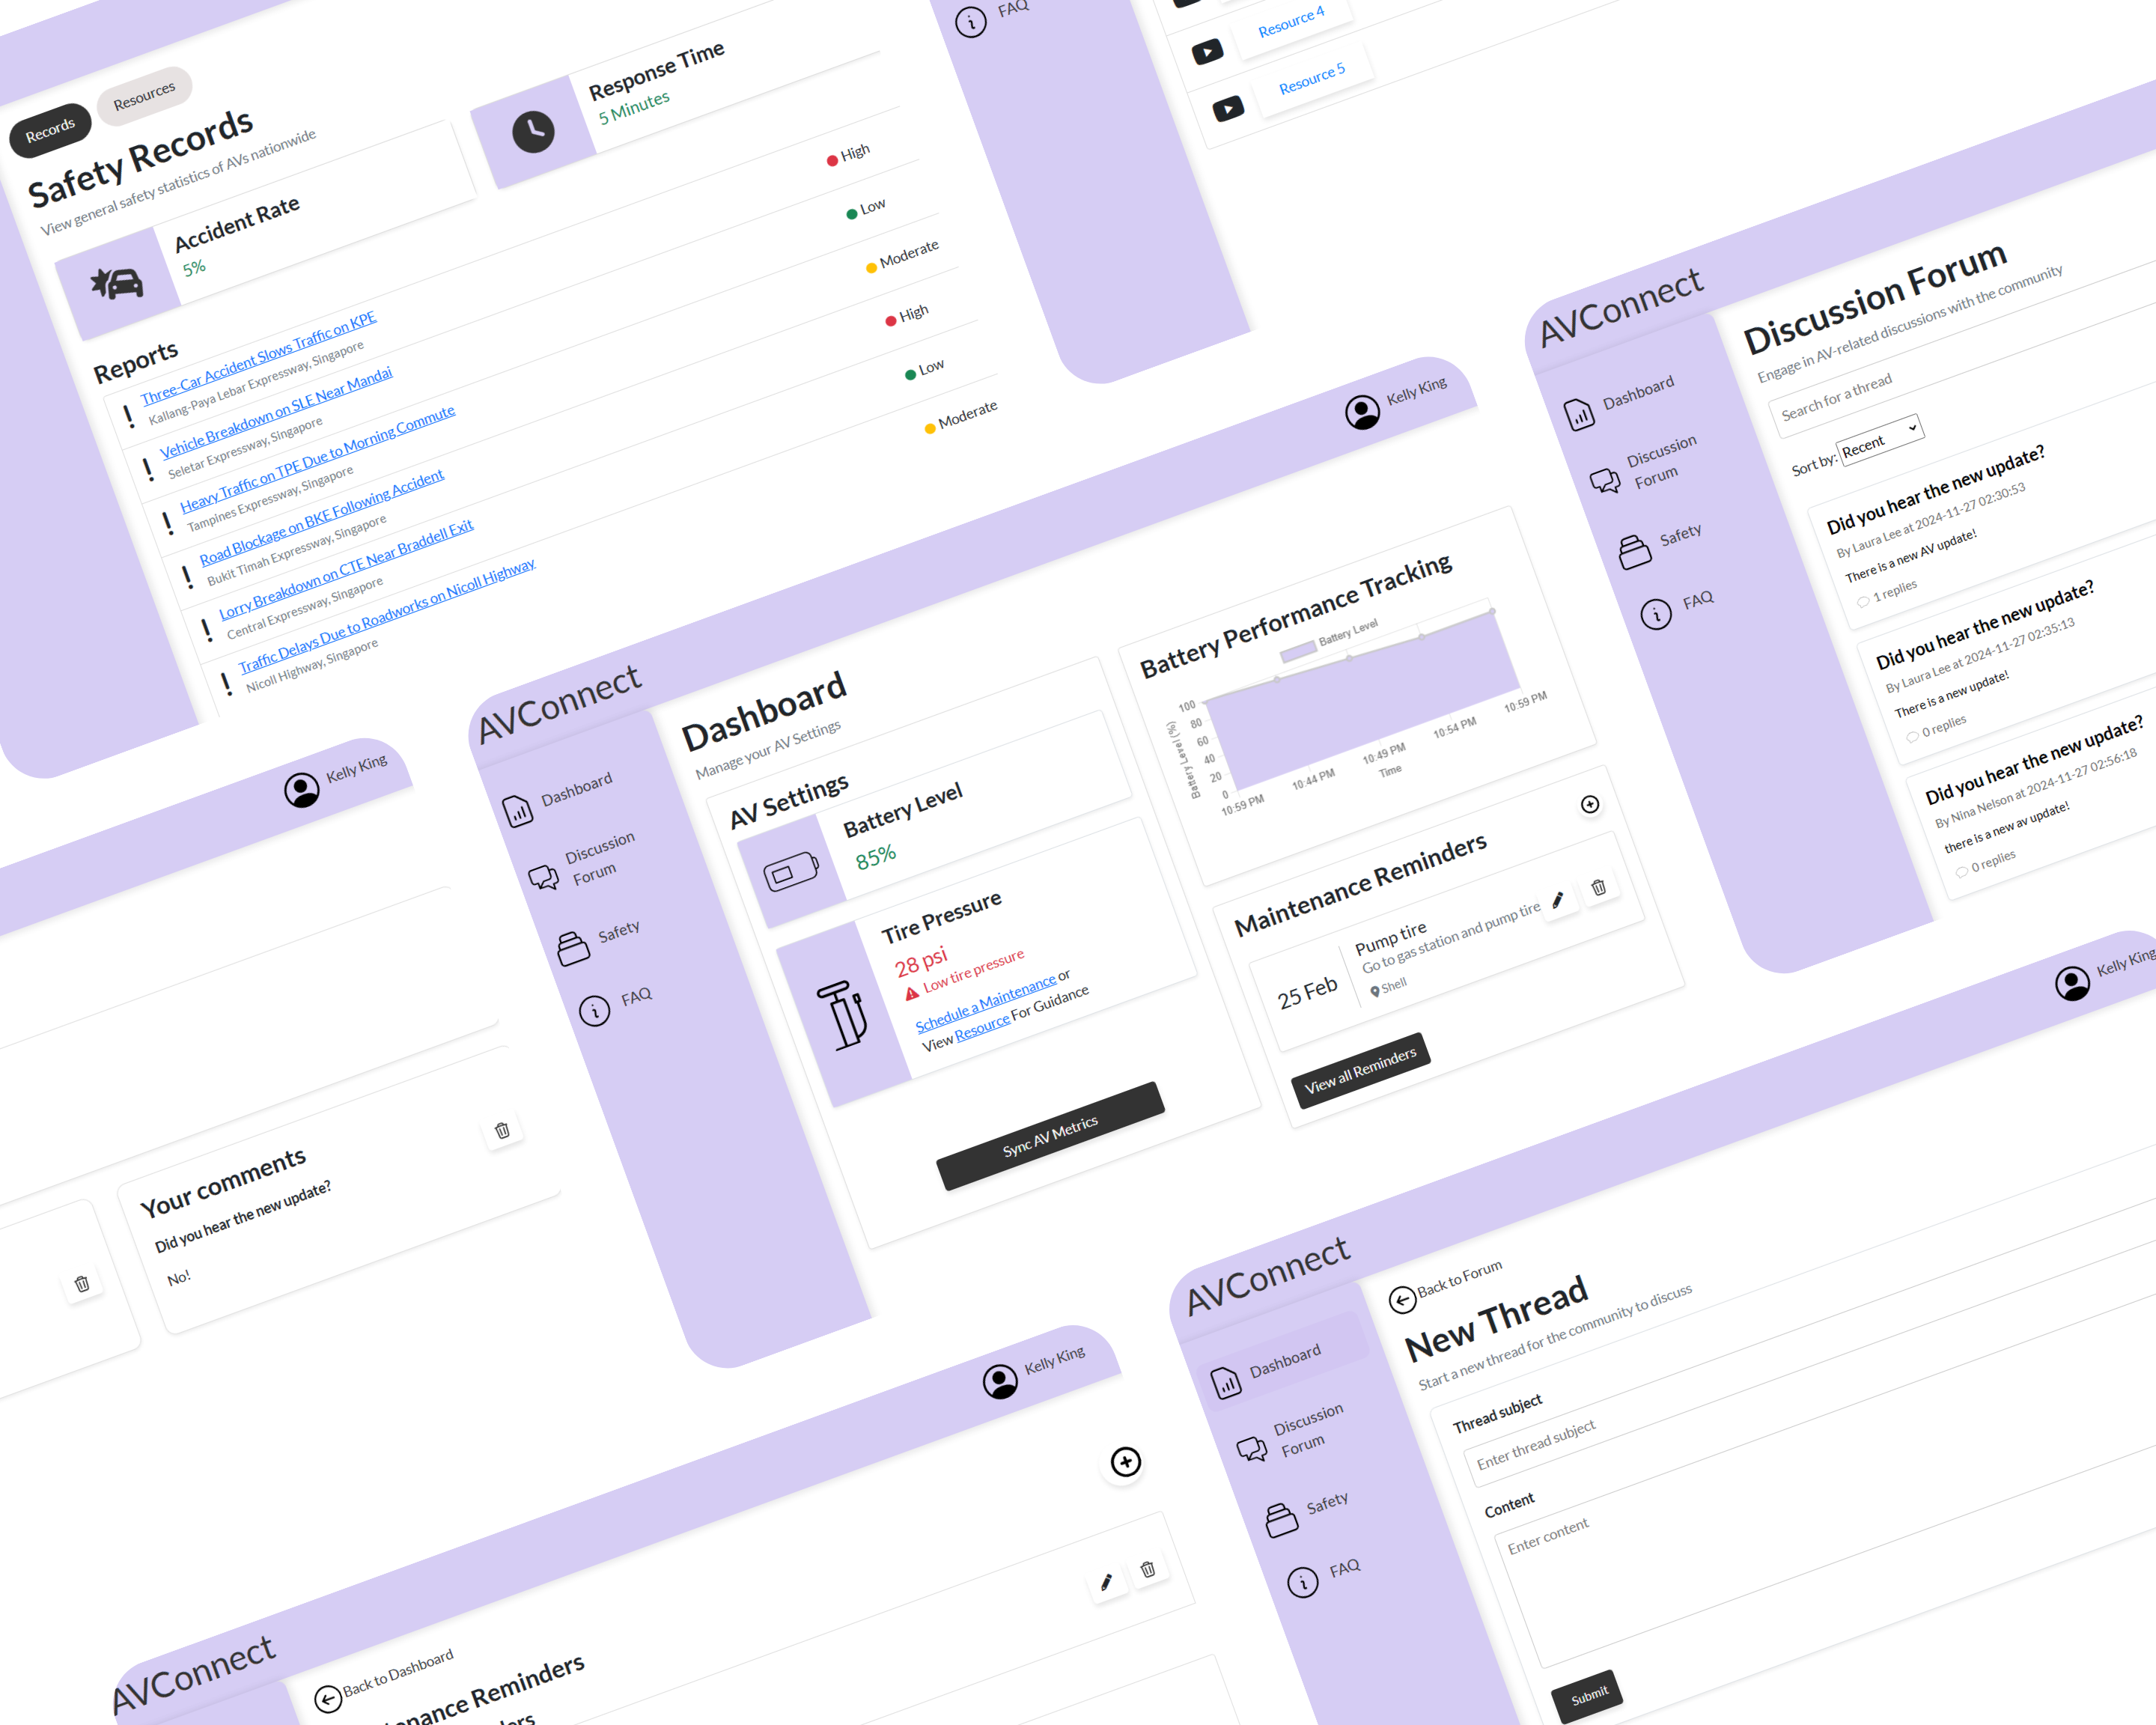 Records
Resources
Safety Records
View general safety statistics of AVs nationwide
Accident Rate
5%
Response Time
5 Minutes
Reports
Three-Car Accident Slows Traffic on KPE
Kallang-Paya Lebar Expressway, Singapore
High
Vehicle Breakdown on SLE Near Mandai
Seletar Expressway, Singapore
Low
Heavy Traffic on TPE Due to Morning Commute
Tampines Expressway, Singapore
Moderate
Road Blockage on BKE Following Accident
Bukit Timah Expressway, Singapore
High
Lorry Breakdown on CTE Near Braddell Exit
Central Expressway, Singapore
Low
Traffic Delays Due to Roadworks on Nicoll Highway
Nicoll Highway, Singapore
Moderate
FAQ
Resource 4
Resource 5
AVConnect
Dashboard
Discussion
Forum
Safety
FAQ
Discussion Forum
Engage in AV-related discussions with the community
Search for a thread
Sort by: Recent
Did you hear the new update?
By Laura Lee at 2024-11-27 02:30:53
There is a new AV update!
1 replies
Did you hear the new update?
By Laura Lee at 2024-11-27 02:35:13
There is a new update!
0 replies
Did you hear the new update?
By Nina Nelson at 2024-11-27 02:56:18
there is a new av update!
0 replies
Kelly King
Your comments
Did you hear the new update?
No!
AVConnect
Kelly King
Dashboard
Discussion
Forum
Safety
FAQ
Dashboard
Manage your AV Settings
AV Settings
Battery Level
85%
Tire Pressure
28 psi
Low tire pressure
Schedule a Maintenance or
View Resource For Guidance
Sync AV Metrics
Battery Performance Tracking
Battery Level
Battery Level (%)
100
80
60
40
20
0
10:59 PM
10:44 PM
10:49 PM
10:54 PM
10:59 PM
Time
Maintenance Reminders
25 Feb
Pump tire
Go to gas station and pump tire
Shell
View all Reminders
Kelly King
AVConnect
Dashboard
Discussion
Forum
Safety
FAQ
Back to Forum
New Thread
Start a new thread for the community to discuss
Thread subject
Enter thread subject
Content
Enter content
Submit
Kelly King
AVConnect
Back to Dashboard
nance Reminders
ers